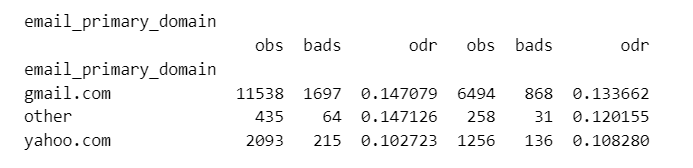 email_primary_domain
obs bads odr obs bads odr
email_primary_domain
gmail.com 11538 1697 0.147079 6494 868 0.133662
other 435 64 0.147126 258 31 0.120155
yahoo.com 2093 215 0.102723 1256 136 0.108280